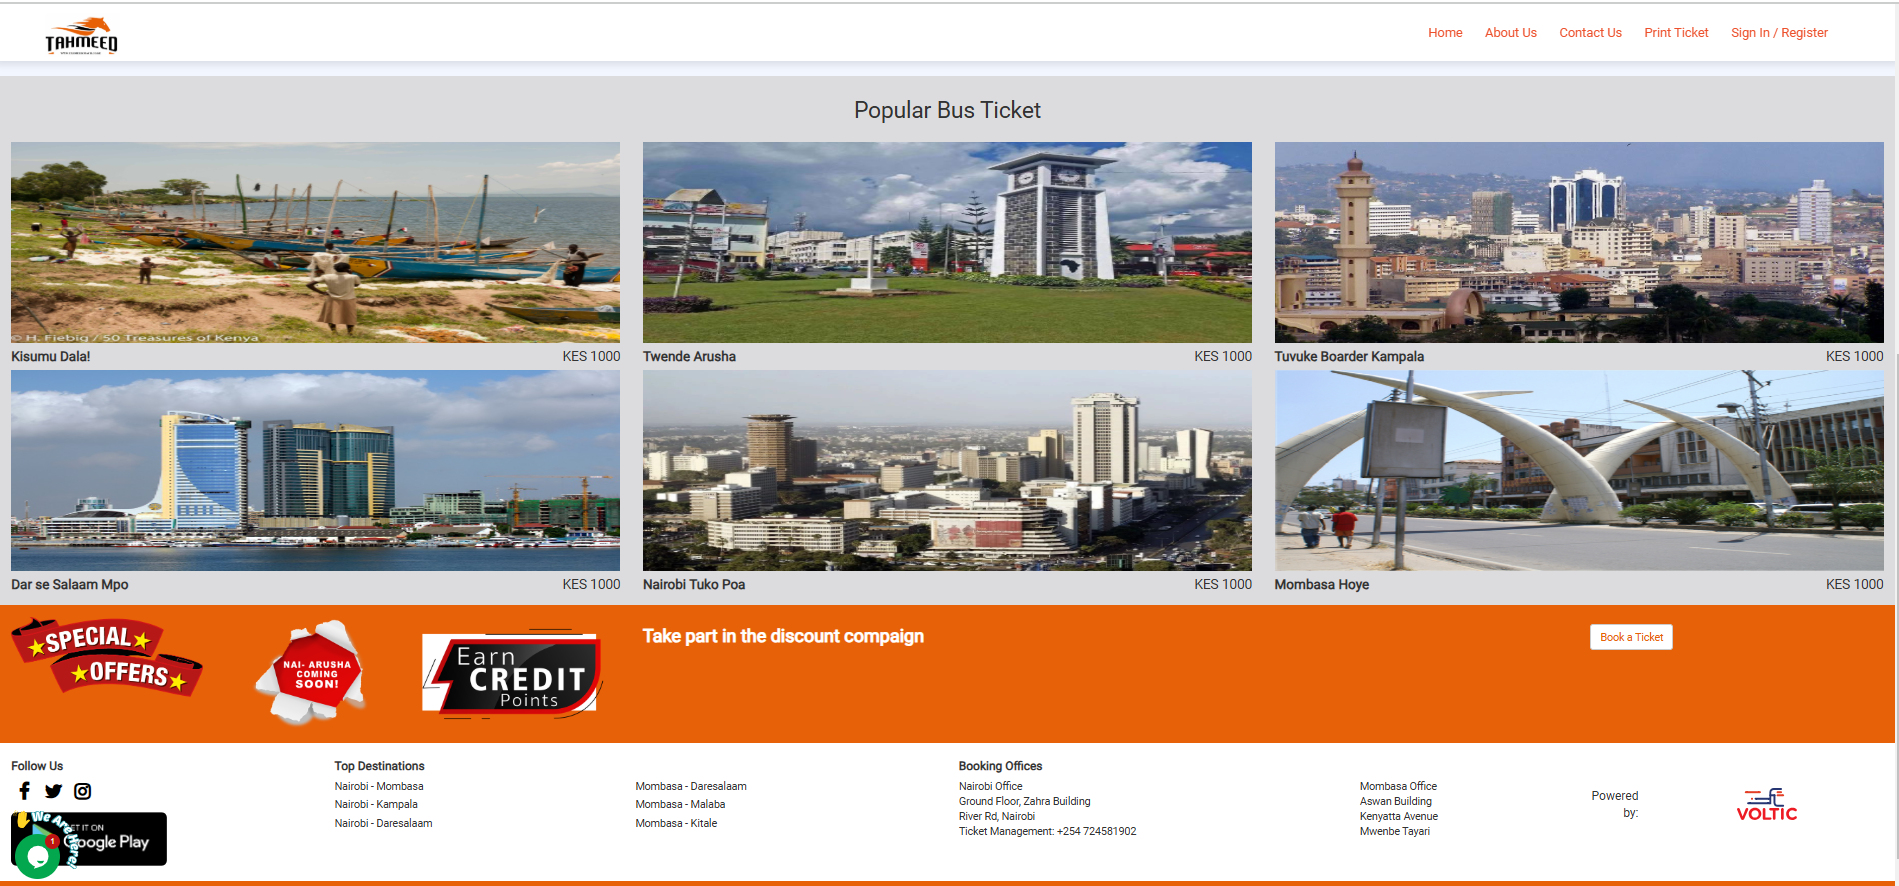 TAHMEED
Home
About Us
Contact Us
Print Ticket
Sign In / Register
Popular Bus Ticket
© H. Fiebig / 50 Treasures of Kenya
Kisumu Dala!
KES 1000
Twende Arusha
KES 1000
Tuvuke Boarder Kampala
KES 1000
Dar se Salaam Mpo
KES 1000
Nairobi Tuko Poa
KES 1000
Mombasa Hoye
KES 1000
SPECIAL
OFFERS
NAI- ARUSHA
COMING
SOON!
Earn
CREDIT
Points
Take part in the discount compaign
Book a Ticket
Follow Us
GET IT ON
Google Play
We Are Here!
1
Top Destinations
Nairobi - Mombasa
Nairobi - Kampala
Nairobi - Daresalaam
Mombasa - Daresalaam
Mombasa - Malaba
Mombasa - Kitale
Booking Offices
Nairobi Office
Ground Floor, Zahra Building
River Rd, Nairobi
Ticket Management: +254 724581902
Mombasa Office
Aswan Building
Kenyatta Avenue
Mwenbe Tayari
Powered
by:
VOLTIC